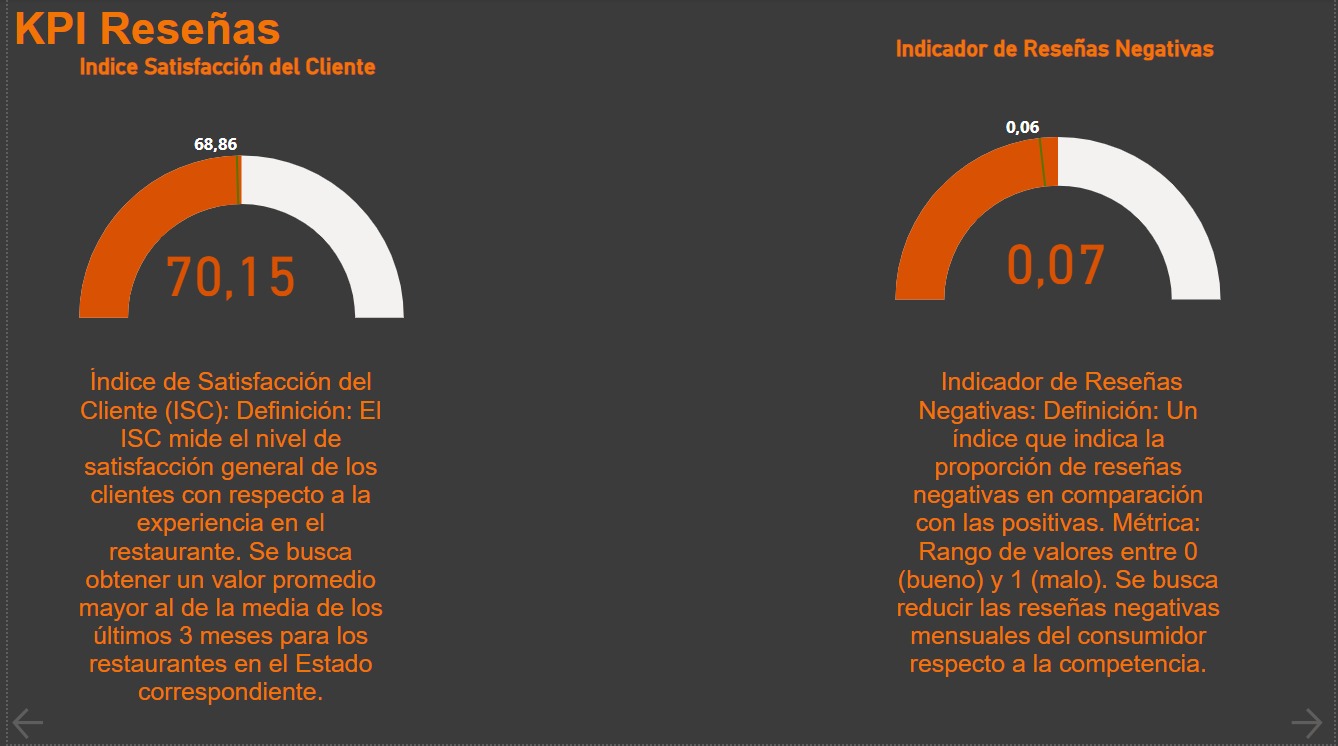 KPI Reseñas
Indice Satisfacción del Cliente
68,86
70,15
Índice de Satisfacción del
Cliente (ISC): Definición: El
ISC mide el nivel de
satisfacción general de los
clientes con respecto a la
experiencia en el
restaurante. Se busca
obtener un valor promedio
mayor al de la media de los
últimos 3 meses para los
restaurantes en el Estado
correspondiente.
Indicador de Reseñas Negativas
0,06
0,07
Indicador de Reseñas
Negativas: Definición: Un
índice que indica la
proporción de reseñas
negativas en comparación
con las positivas. Métrica:
Rango de valores entre 0
(bueno) y 1 (malo). Se busca
reducir las reseñas negativas
mensuales del consumidor
respecto a la competencia.